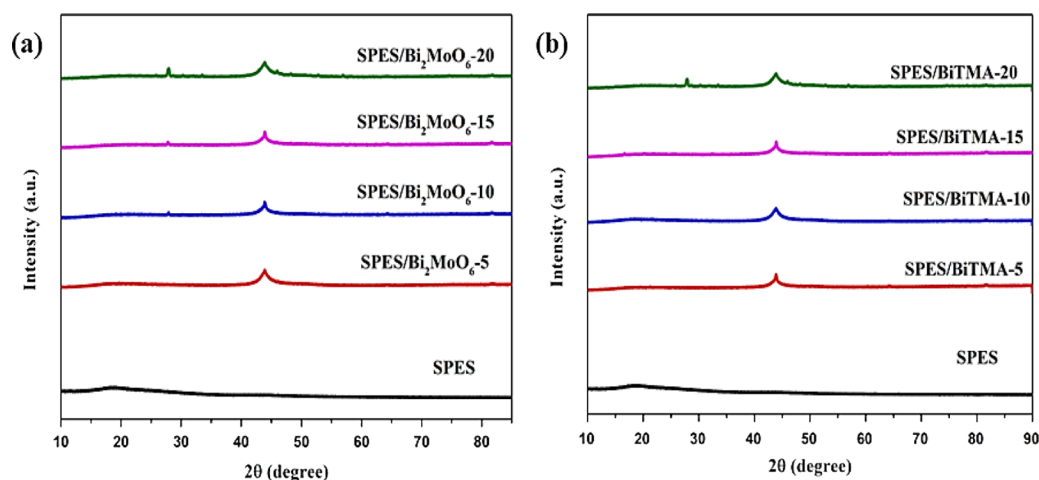 (a)
SPES/Bi₂MoO₆-20
SPES/Bi₂MoO₆-15
SPES/Bi₂MoO₆-10
SPES/Bi₂MoO₆-5
SPES
Intensity (a.u.)
10 20 30 40 50 60 70 80
2θ (degree)
(b)
SPES/BiTMA-20
SPES/BiTMA-15
SPES/BiTMA-10
SPES/BiTMA-5
SPES
Intensity (a.u.)
10 20 30 40 50 60 70 80 90
2θ (degree)